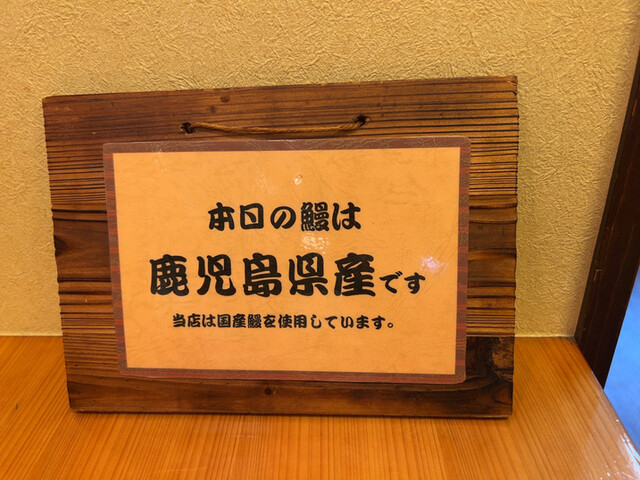 本日の鰻は
鹿児島県産です
当店は国産鰻を使用しています。